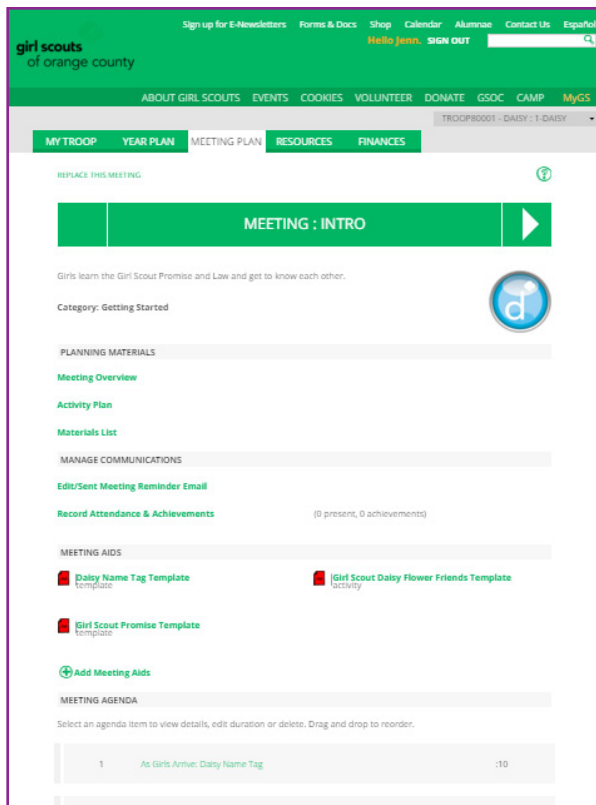 Sign up for E-Newsletters Forms & Docs Shop Calendar Alumnae Contact Us Español
Hello Jenn. SIGN OUT
girl scouts
of orange county
ABOUT GIRL SCOUTS EVENTS COOKIES VOLUNTEER DONATE GSOC CAMP MyGS
TROOP80001 - DAISY : 1-DAISY
MY TROOP YEAR PLAN MEETING PLAN RESOURCES FINANCES
REPLACE THIS MEETING ?
MEETING : INTRO
Girls learn the Girl Scout Promise and Law and get to know each other.
Category: Getting Started
d
PLANNING MATERIALS
Meeting Overview
Activity Plan
Materials List
MANAGE COMMUNICATIONS
Edit/Sent Meeting Reminder Email
Record Attendance & Achievements (0 present, 0 achievements)
MEETING AIDS
Daisy Name Tag Template Girl Scout Daisy Flower Friends Template
template activity
Girl Scout Promise Template
template
Add Meeting Aids
MEETING AGENDA
Select an agenda item to view details, edit duration or delete. Drag and drop to reorder.
1 As Girls Arrive: Daisy Name Tag :10